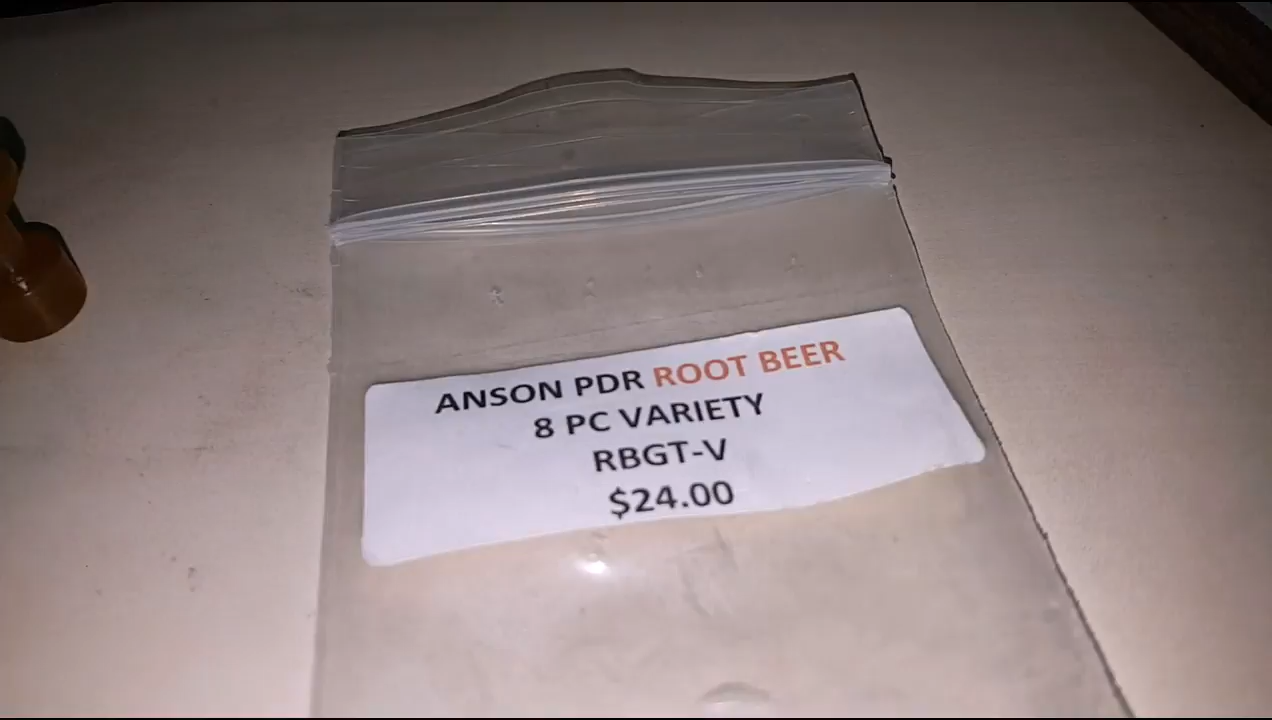 ANSON PDR ROOT BEER
8 PC VARIETY
RBGT-V
$24.00